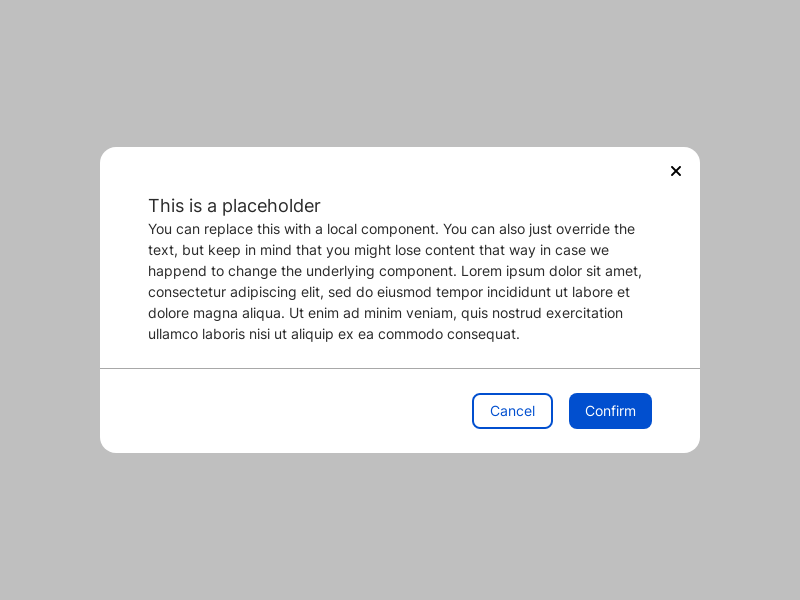 This is a placeholder
You can replace this with a local component. You can also just override the
text, but keep in mind that you might lose content that way in case we
happend to change the underlying component. Lorem ipsum dolor sit amet,
consectetur adipiscing elit, sed do eiusmod tempor incididunt ut labore et
dolore magna aliqua. Ut enim ad minim veniam, quis nostrud exercitation
ullamco laboris nisi ut aliquip ex ea commodo consequat.
Cancel
Confirm